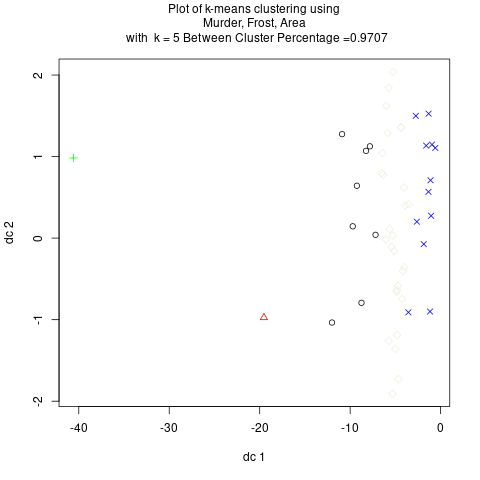 Plot of k-means clustering using
Murder, Frost, Area
with k = 5 Between Cluster Percentage =0.9707
2
1
0
-1
-2
dc 2
-40
-30
-20
-10
0
dc 1